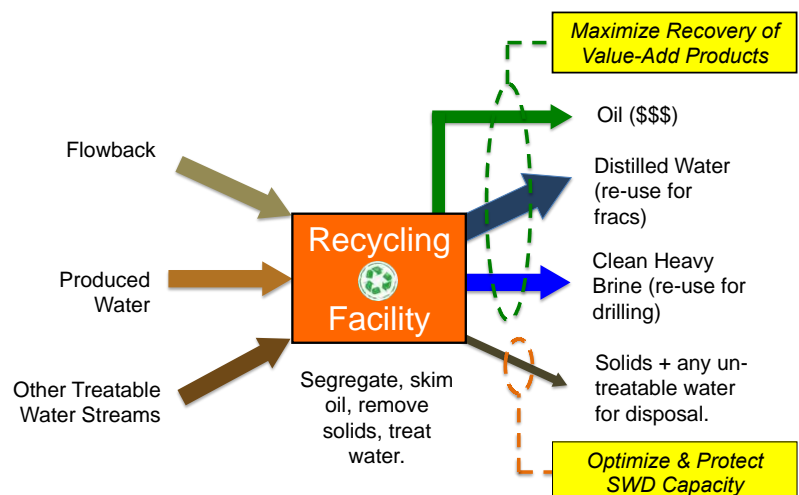 Maximize Recovery of
Value-Add Products
Oil ($$$)
Flowback
Distilled Water
(re-use for
fracs)
Recycling
Facility
Produced
Water
Clean Heavy
Brine (re-use for
drilling)
Other Treatable
Water Streams
Segregate, skim
oil, remove
solids, treat
water.
Solids + any un-
treatable water
for disposal.
Optimize & Protect
SWD Capacity